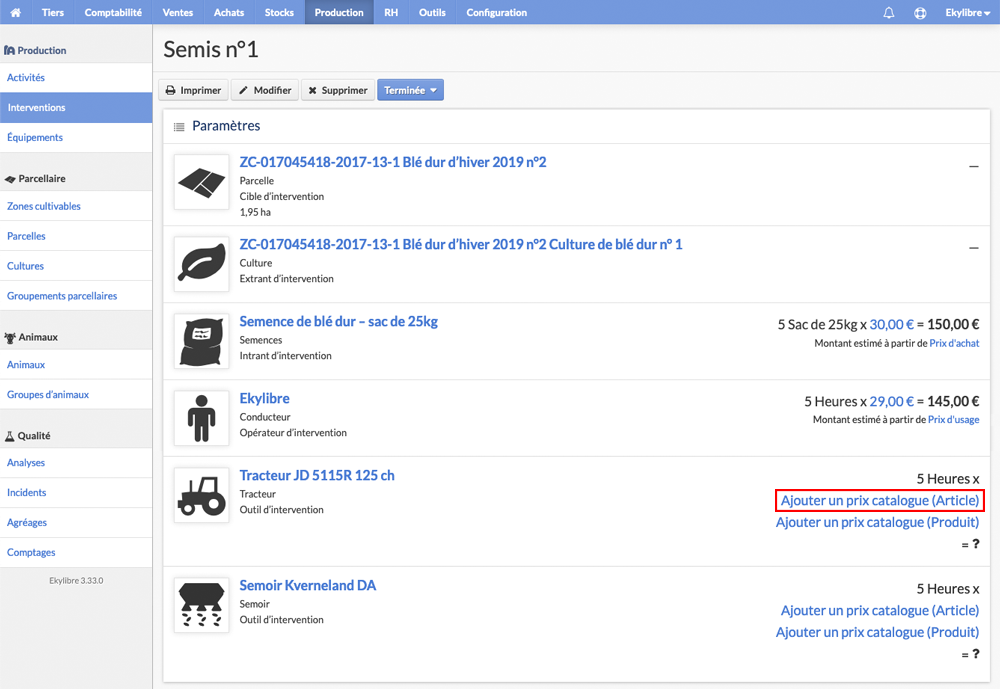 Tiers Comptabilité Ventes Achats Stocks Production RH Outils Configuration Ekylibre
Production
Activités
Interventions
Équipements
Parcellaire
Zones cultivables
Parcelles
Cultures
Groupements parcellaires
Animaux
Animaux
Groupes d'animaux
Qualité
Analyses
Incidents
Agréages
Comptages
Ekylibre 3.33.0
Semis n°1
Imprimer Modifier Supprimer Terminée
Paramètres
ZC-017045418-2017-13-1 Blé dur d'hiver 2019 n°2
Parcelle
Cible d'intervention
1,95 ha
ZC-017045418-2017-13-1 Blé dur d'hiver 2019 n°2 Culture de blé dur n° 1
Culture
Extrant d'intervention
Semence de blé dur – sac de 25kg
Semences
Intrant d'intervention
5 Sac de 25kg x 30,00 € = 150,00 €
Montant estimé à partir de Prix d'achat
Ekylibre
Conducteur
Opérateur d'intervention
5 Heures x 29,00 € = 145,00 €
Montant estimé à partir de Prix d'usage
Tracteur JD 5115R 125 ch
Tracteur
Outil d'intervention
5 Heures x
Ajouter un prix catalogue (Article)
Ajouter un prix catalogue (Produit)
= ?
Semoir Kverneland DA
Semoir
Outil d'intervention
5 Heures x
Ajouter un prix catalogue (Article)
Ajouter un prix catalogue (Produit)
= ?